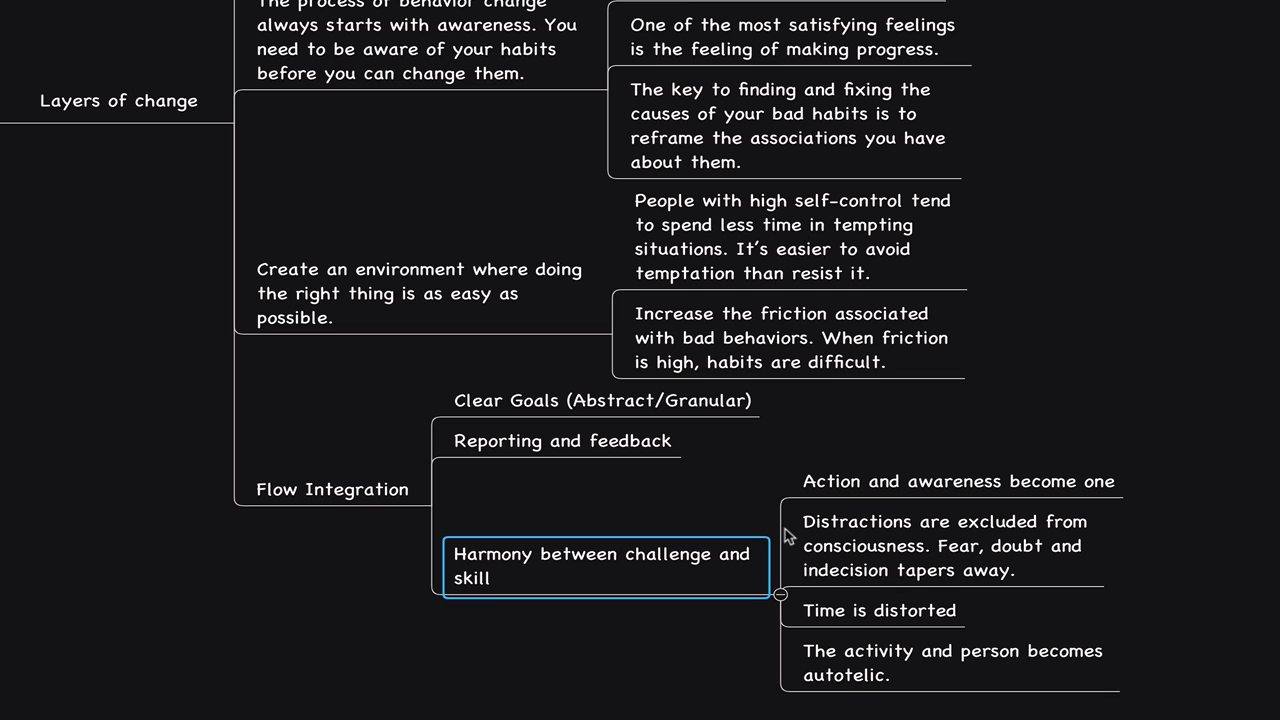 The process of behavior change
always starts with awareness. You
need to be aware of your habits
before you can change them.
One of the most satisfying feelings
is the feeling of making progress.
The key to finding and fixing the
causes of your bad habits is to
reframe the associations you have
about them.
Layers of change
People with high self-control tend
to spend less time in tempting
situations. It's easier to avoid
temptation than resist it.
Create an environment where doing
the right thing is as easy as
possible.
Increase the friction associated
with bad behaviors. When friction
is high, habits are difficult.
Clear Goals (Abstract/Granular)
Reporting and feedback
Flow Integration
Harmony between challenge and
skill
Action and awareness become one
Distractions are excluded from
consciousness. Fear, doubt and
indecision tapers away.
Time is distorted
The activity and person becomes
autotelic.